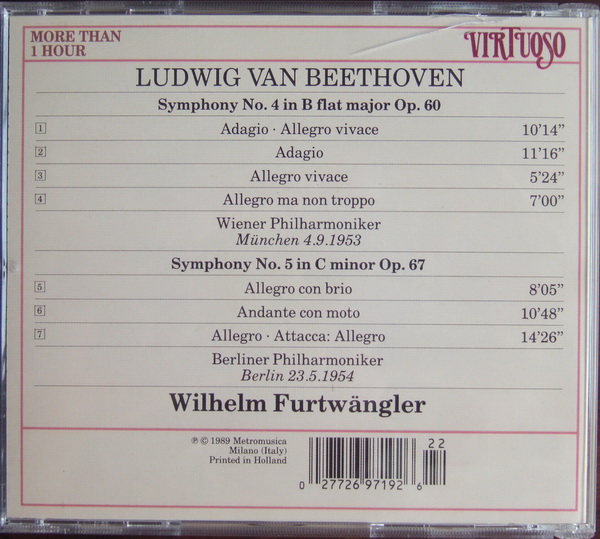 MORE THAN
1 HOUR
VIRTUOSO
LUDWIG VAN BEETHOVEN
Symphony No. 4 in B flat major Op. 60
1 Adagio · Allegro vivace 10'14”
2 Adagio 11'16”
3 Allegro vivace 5'24”
4 Allegro ma non troppo 7'00”
Wiener Philharmoniker
München 4.9.1953
Symphony No. 5 in C minor Op. 67
5 Allegro con brio 8'05”
6 Andante con moto 10'48”
7 Allegro · Attacca: Allegro 14'26”
Berliner Philharmoniker
Berlin 23.5.1954
Wilhelm Furtwängler
℗ © 1989 Metromusica
Milano (Italy)
Printed in Holland
22
0 27726 97192 6